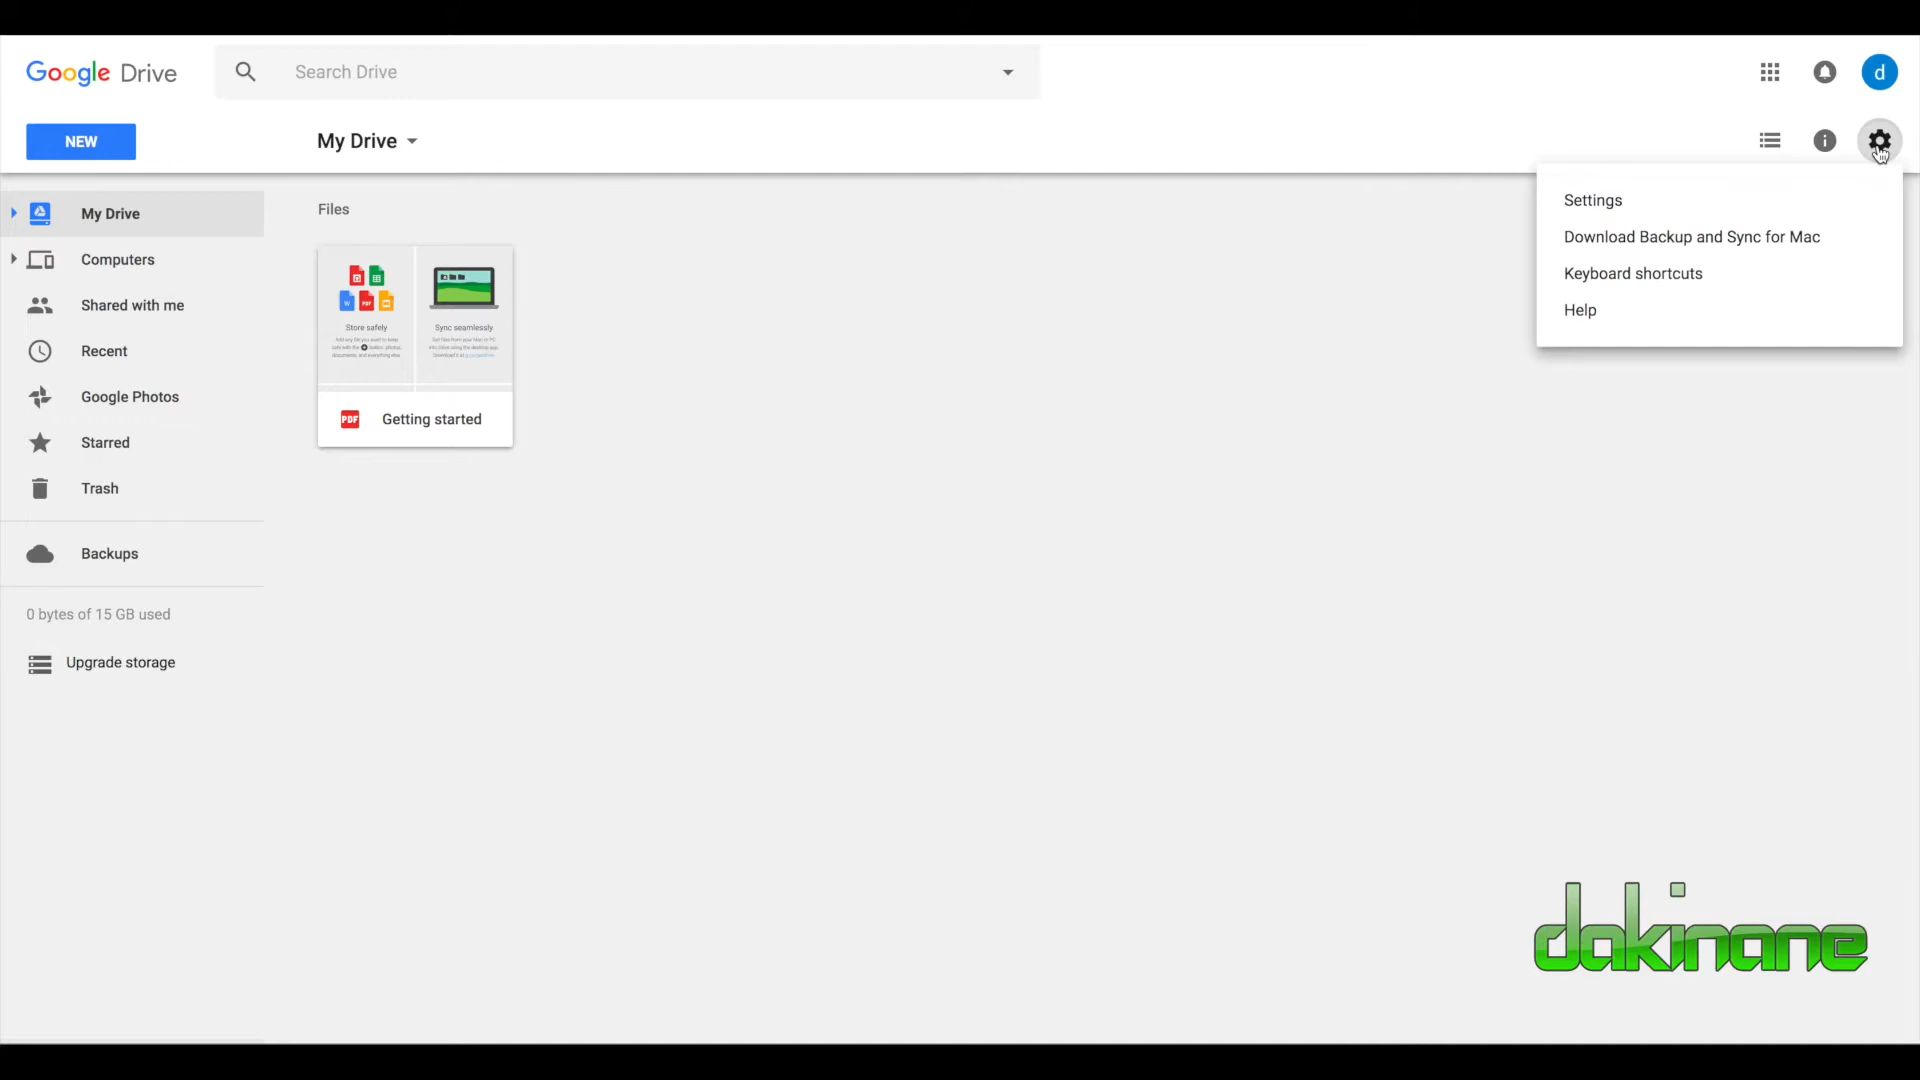 Google Drive
Search Drive
d
NEW
My Drive
Settings
Download Backup and Sync for Mac
Keyboard shortcuts
Help
My Drive
Computers
Shared with me
Recent
Google Photos
Starred
Trash
Backups
0 bytes of 15 GB used
Upgrade storage
Files
W
PDF
Store safely
Sync seamlessly
PDF
Getting started
dakinane